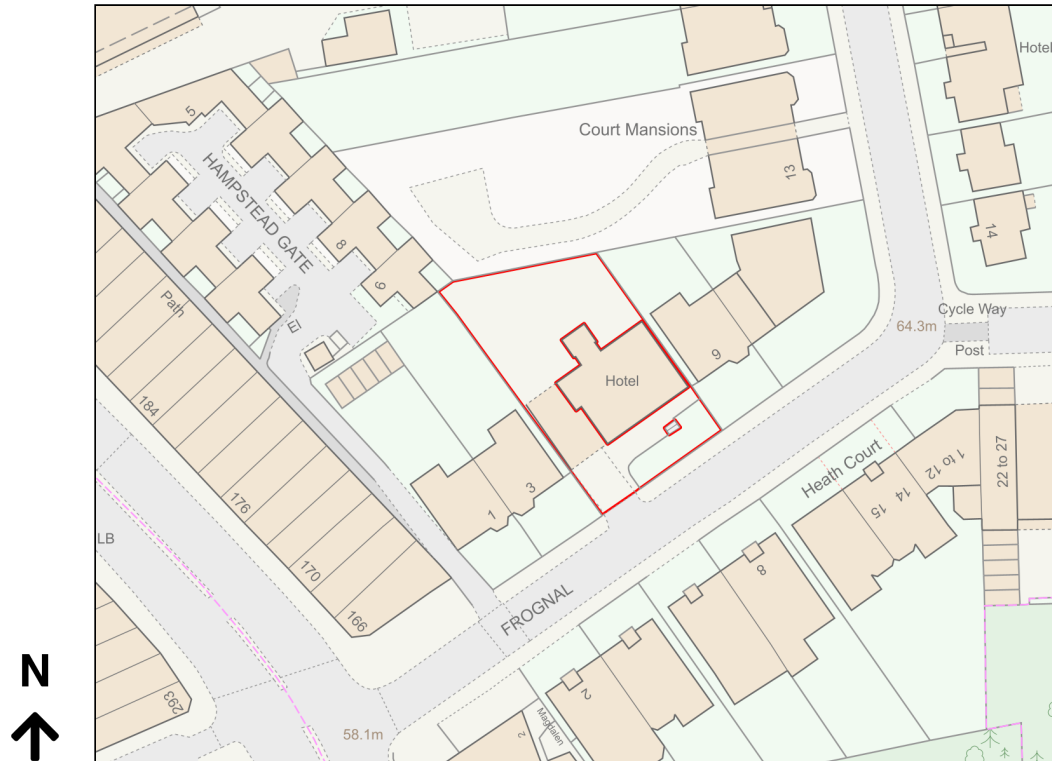 Hotel
5
Court Mansions
13
HAMPSTEAD GATE
8
9
14
Path
El
Cycle Way
64.3m
Post
Hotel
9
184
3
1
176
Heath Court
1 to 12
22 to 27
14
15
LB
170
166
8
FROGNAL
293
2
2
Magdalen
58.1m
N